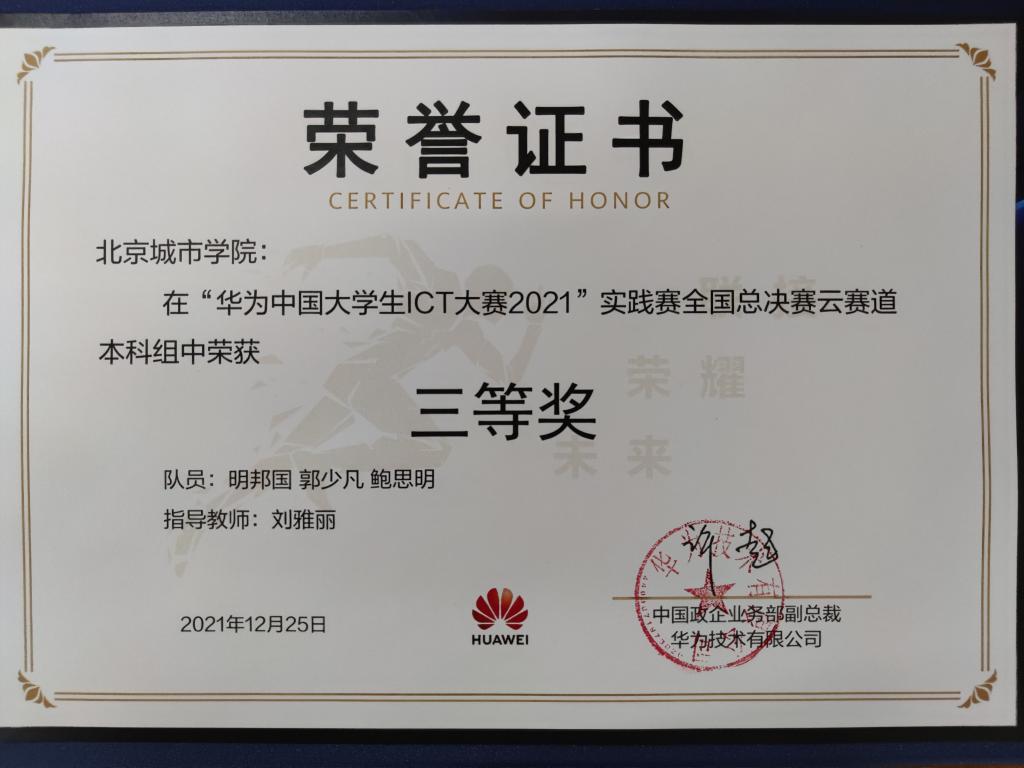 荣誉证书
CERTIFICATE OF HONOR
北京城市学院：
在“华为中国大学生ICT大赛2021”实践赛全国总决赛云赛道
本科组中荣获
荣耀
三等奖
未来
队员：明邦国 郭少凡 鲍思明
指导教师：刘雅丽
2021年12月25日
HUAWEI
中国政企业务部副总裁
华为技术有限公司